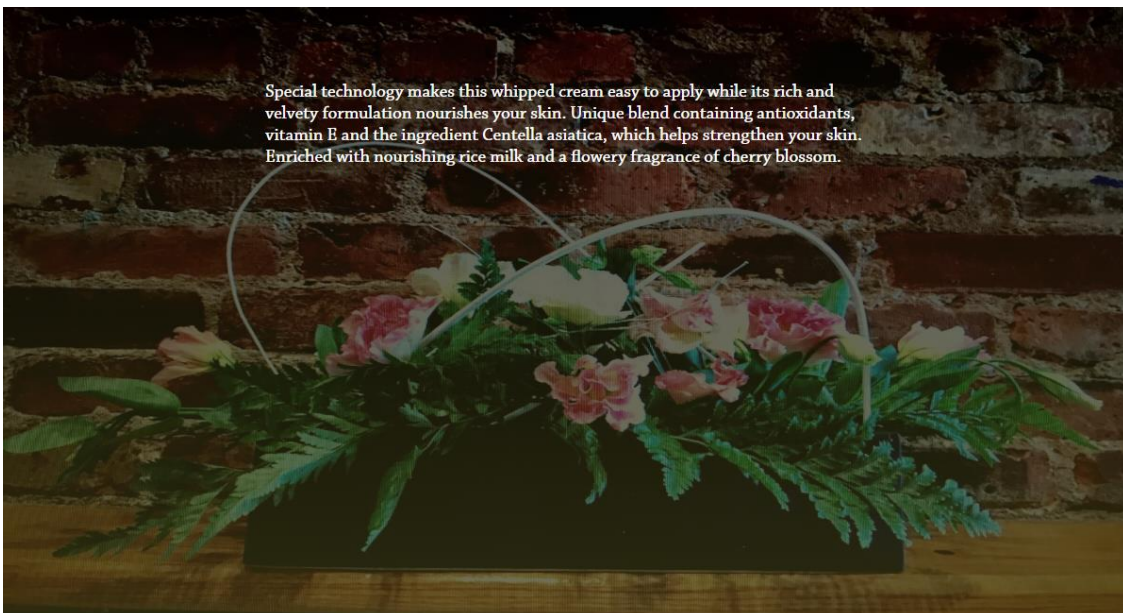 Special technology makes this whipped cream easy to apply while its rich and
velvety formulation nourishes your skin. Unique blend containing antioxidants,
vitamin E and the ingredient Centella asiatica, which helps strengthen your skin.
Enriched with nourishing rice milk and a flowery fragrance of cherry blossom.